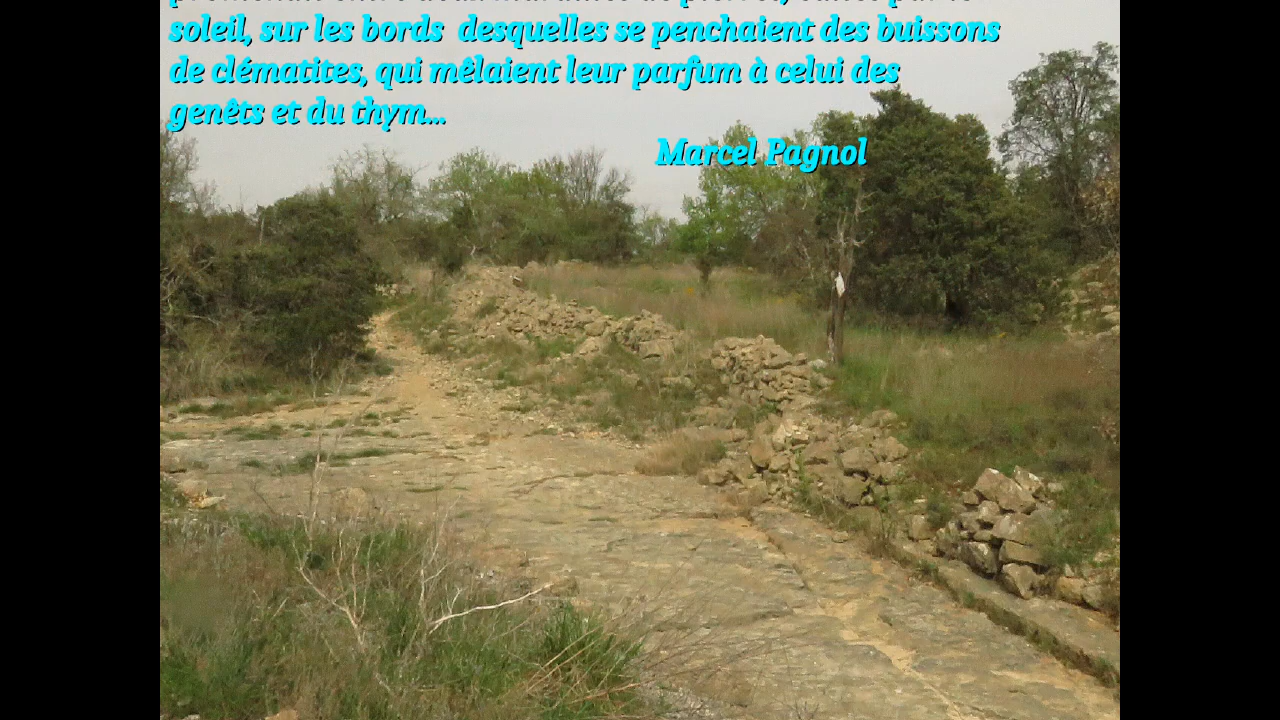 soleil, sur les bords desquelles se penchaient des buissons
de clématites, qui mêlaient leur parfum à celui des
genêts et du thym...
Marcel Pagnol